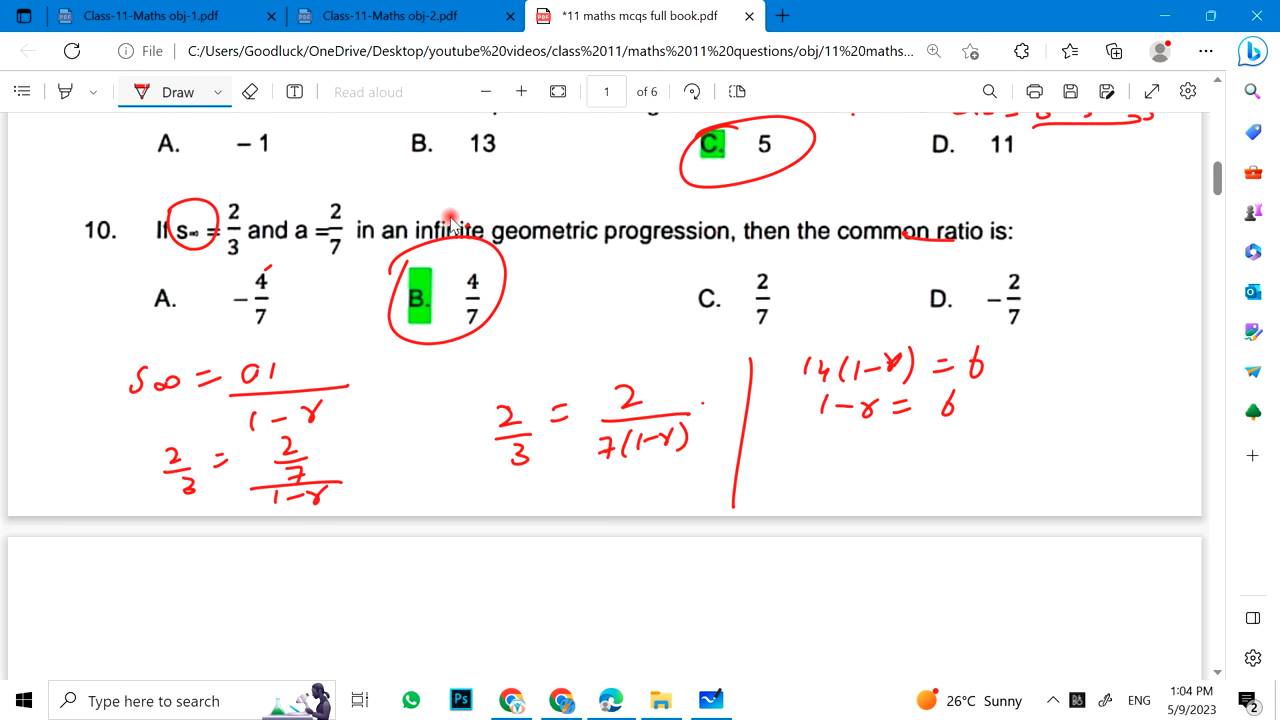 Class-11-Maths obj-1.pdf
Class-11-Maths obj-2.pdf
*11 maths mcqs full book.pdf
File C:/Users/Goodluck/OneDrive/Desktop/youtube%20videos/class%2011/maths%2011%20questions/obj/11%20maths...
Draw Read aloud 1 of 6
A. – 1 B. 13 C. 5 D. 11
10. If s∞ = 2/3 and a = 2/7 in an infinite geometric progression, then the common ratio is:
A. – 4/7 B. 4/7 C. 2/7 D. – 2/7
S∞ = a1 / 1 – r
2/3 = 2/7 / 1 – r
2/3 = 2 / 7(1–r)
14(1–r) = 6
1 – r = 6
Type here to search
26°C Sunny
ENG
1:04 PM
5/9/2023
2